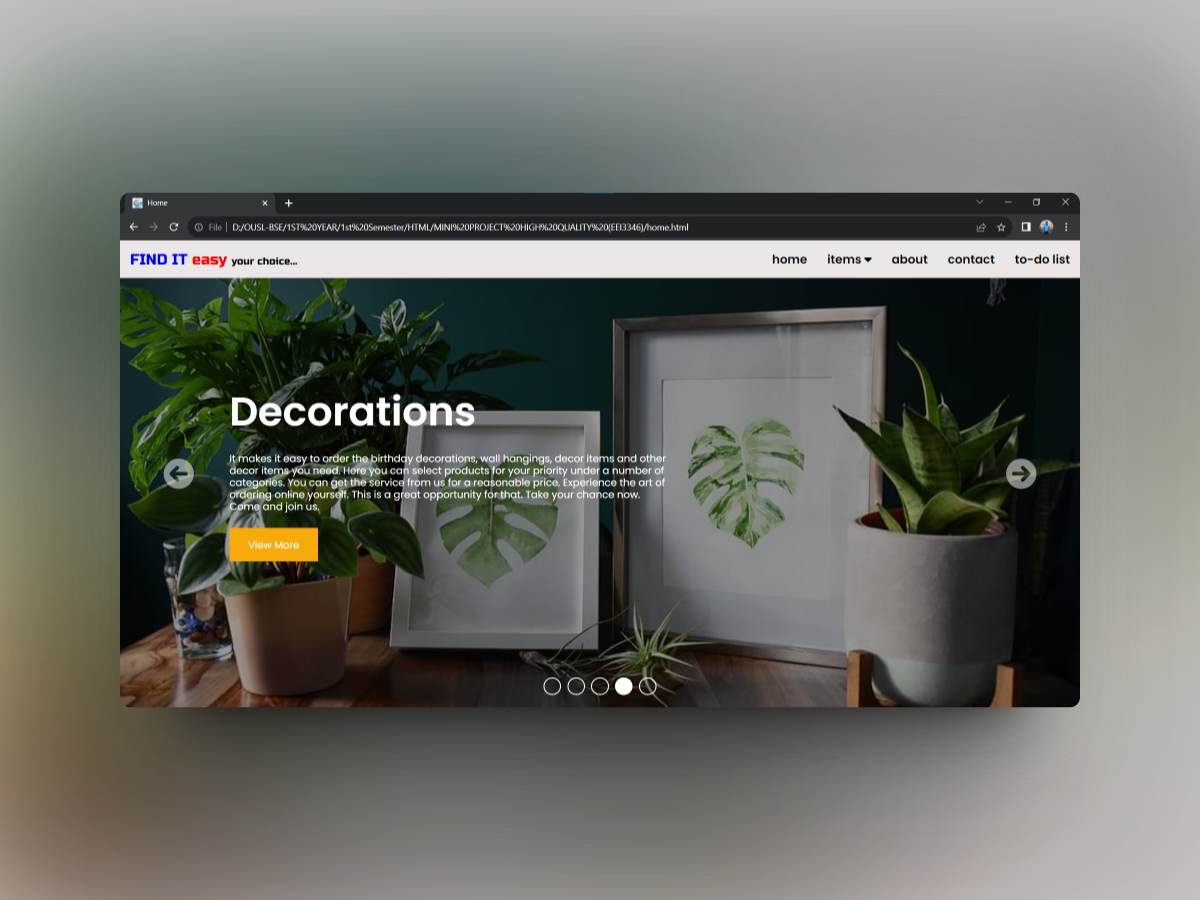 Home
File D:/OUSL-BSE/1ST%20YEAR/1st%20Semester/HTML/MINI%20PROJECT%20HIGH%20QUALITY%20(EEI3346)/home.html
FIND IT easy your choice... home items about contact to-do list
Decorations
It makes it easy to order the birthday decorations, wall hangings, decor items and other
decor items you need. Here you can select products for your priority under a number of
categories. You can get the service from us for a reasonable price. Experience the art of
ordering online yourself. This is a great opportunity for that. Take your chance now.
Come and join us.
View More